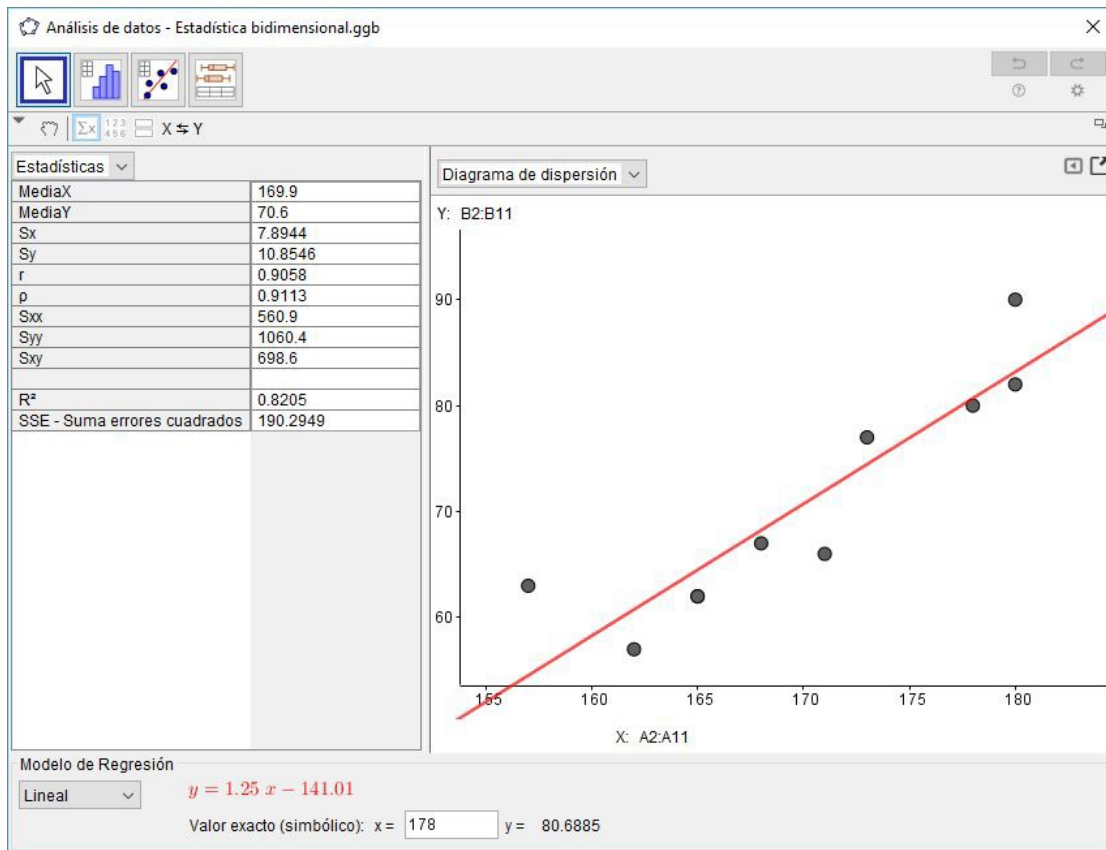 Análisis de datos - Estadística bidimensional.ggb
Σx 123 456 X ⇆ Y
Estadísticas
MediaX 169.9
MediaY 70.6
Sx 7.8944
Sy 10.8546
r 0.9058
ρ 0.9113
Sxx 560.9
Syy 1060.4
Sxy 698.6
R² 0.8205
SSE - Suma errores cuadrados 190.2949
Diagrama de dispersión
Y: B2:B11
90
80
70
60
155 160 165 170 175 180
X: A2:A11
Modelo de Regresión
Lineal
y = 1.25 x − 141.01
Valor exacto (simbólico): x = 178 y = 80.6885